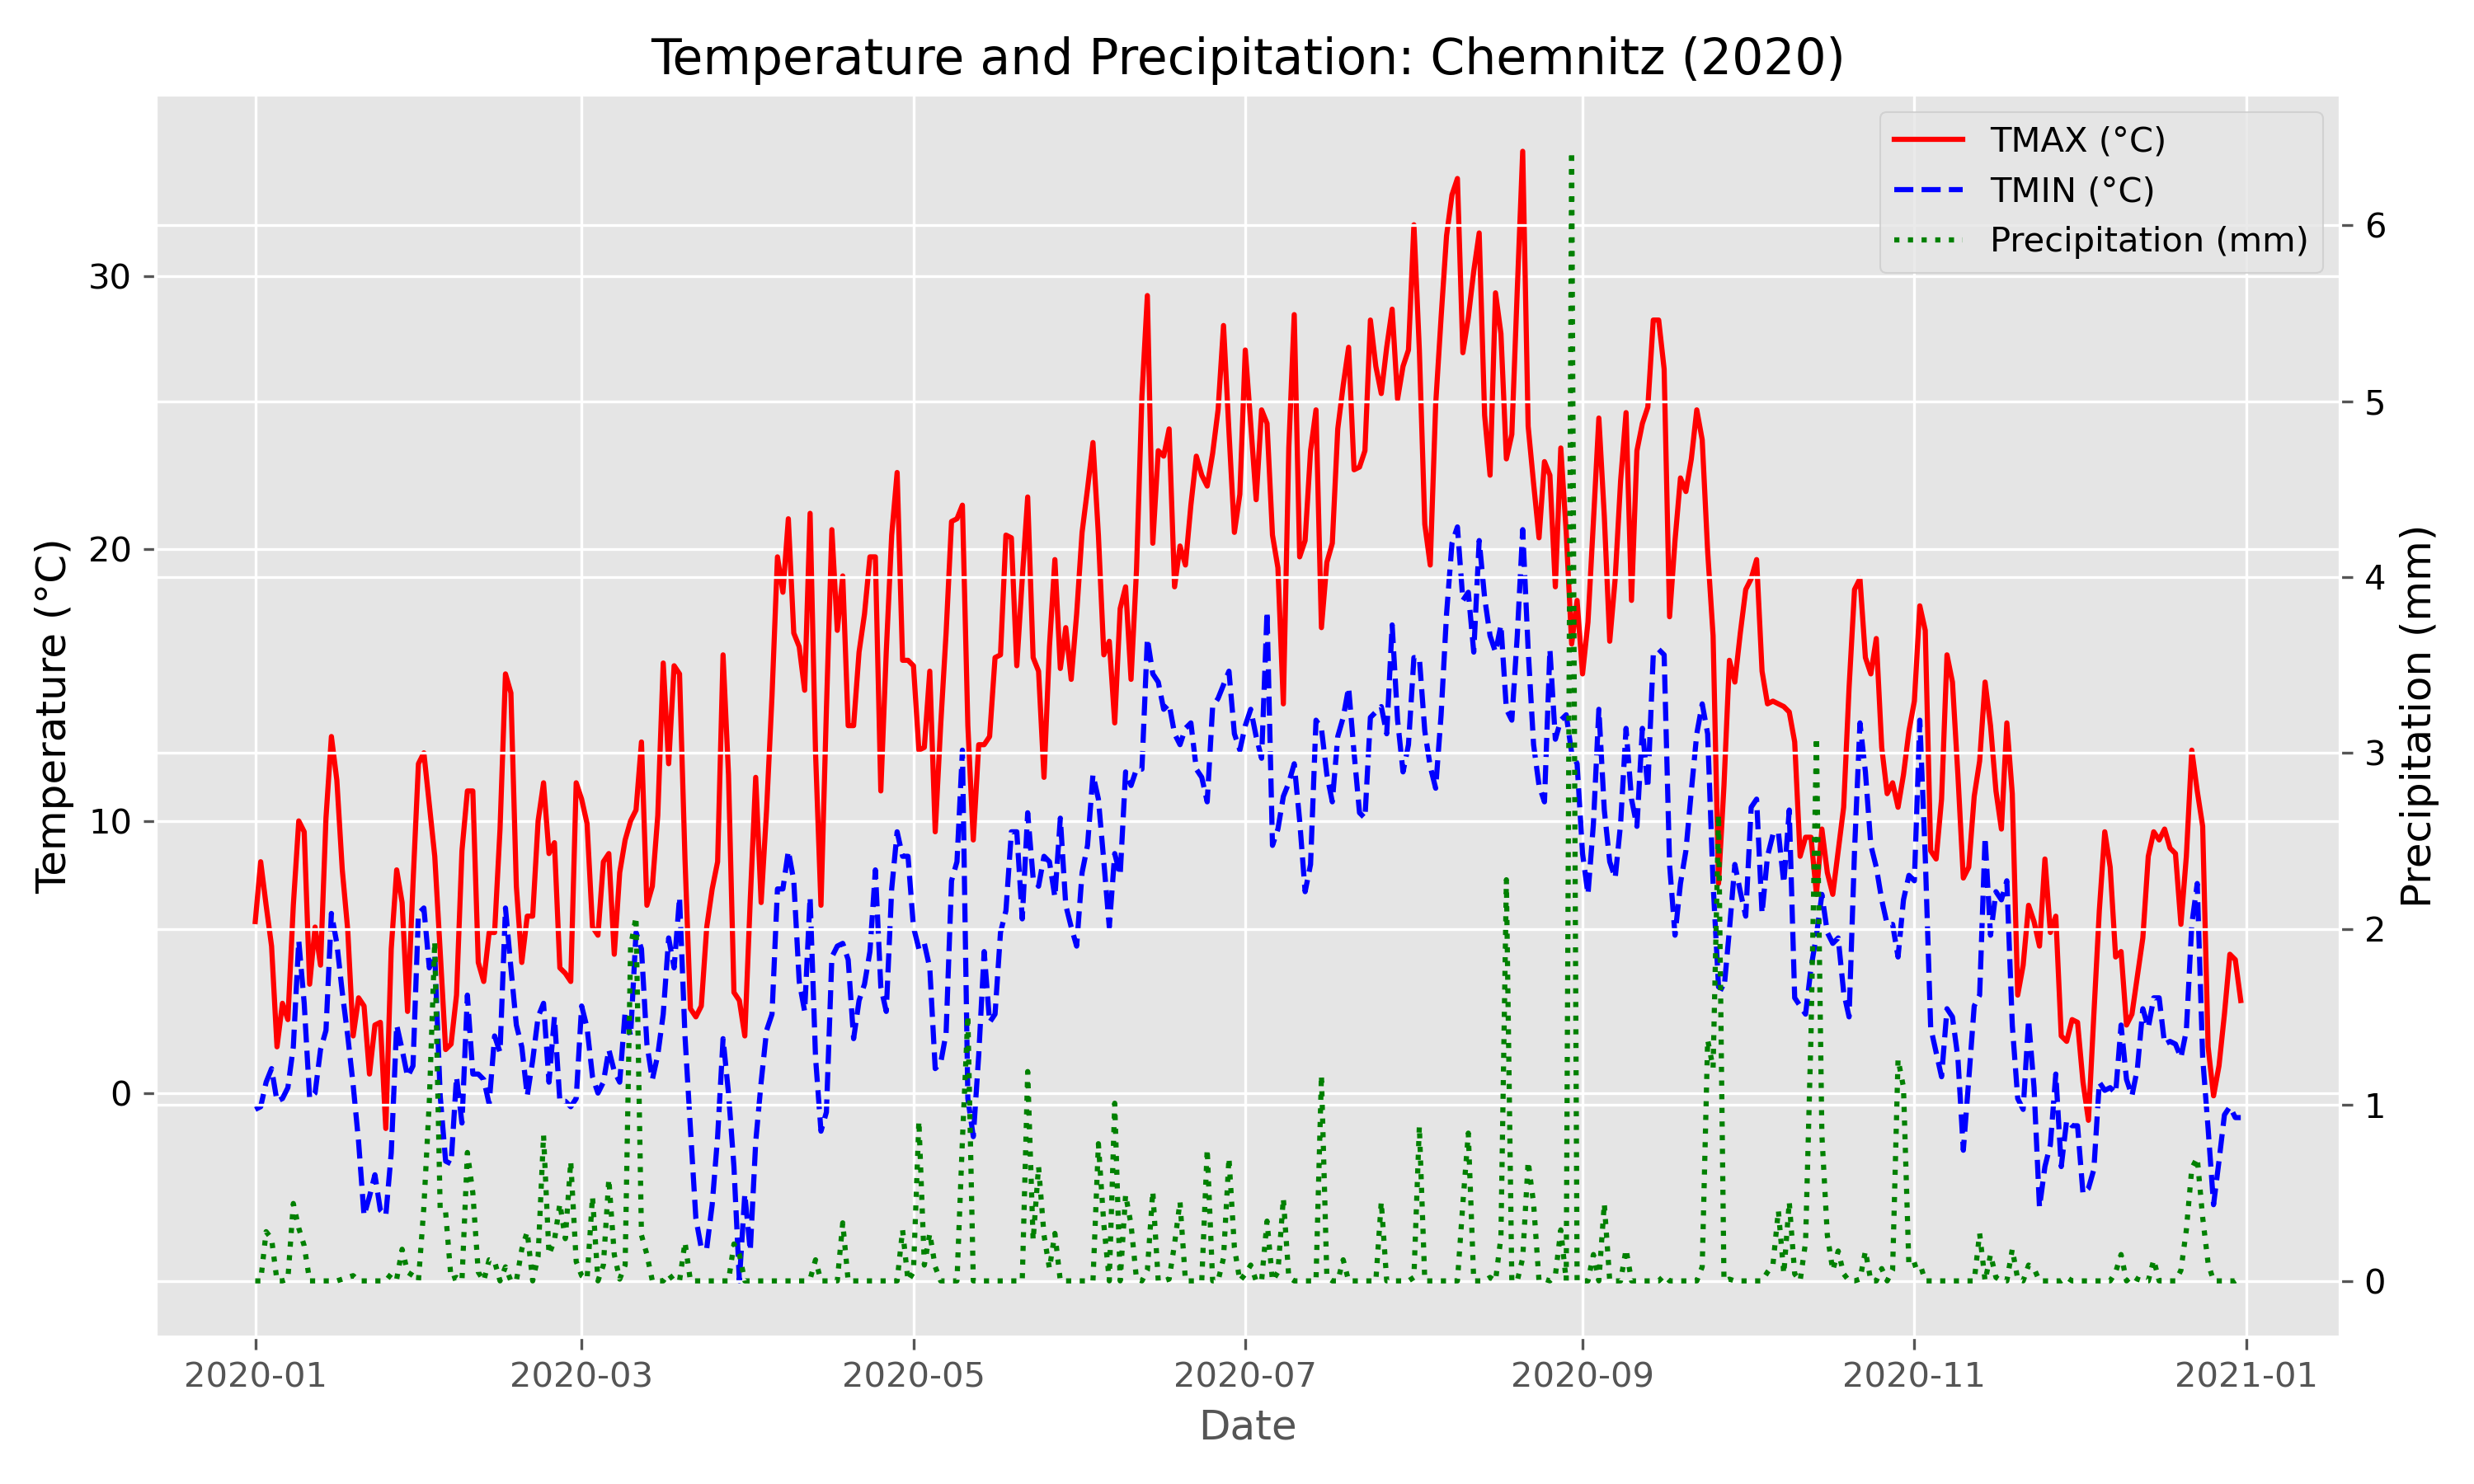 Temperature and Precipitation: Chemnitz (2020)
TMAX (°C)
TMIN (°C)
Precipitation (mm)
Temperature (°C)
30
20
10
0
Precipitation (mm)
6
5
4
3
2
1
0
2020-01
2020-03
2020-05
2020-07
2020-09
2020-11
2021-01
Date